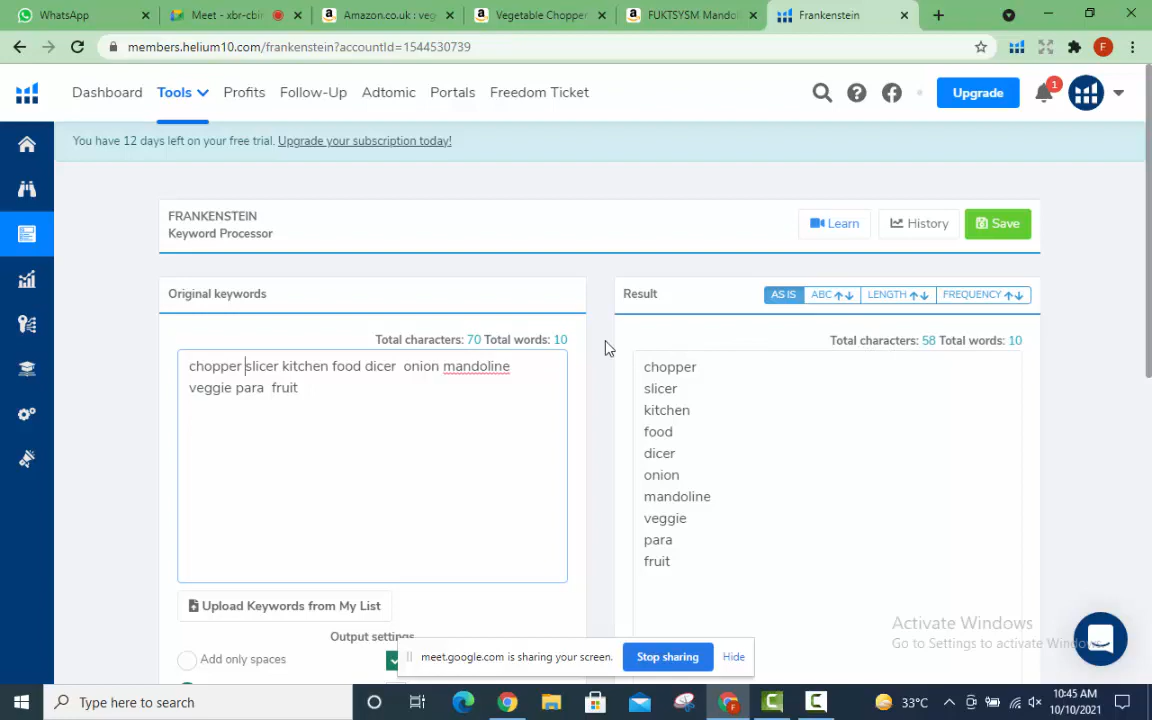 WhatsApp
Meet - xbr-cbir
Amazon.co.uk : veg
Vegetable Chopper
FUKTSYSM Mandol
Frankenstein
members.helium10.com/frankenstein?accountId=1544530739
F
Dashboard Tools Profits Follow-Up Adtomic Portals Freedom Ticket
Upgrade
1
You have 12 days left on your free trial. Upgrade your subscription today!
FRANKENSTEIN
Keyword Processor
Learn
History
Save
Original keywords
Result
AS IS
ABC
LENGTH
FREQUENCY
Total characters: 70 Total words: 10
Total characters: 58 Total words: 10
chopper slicer kitchen food dicer onion mandoline
veggie para fruit
chopper
slicer
kitchen
food
dicer
onion
mandoline
veggie
para
fruit
Upload Keywords from My List
Output settings
Add only spaces
Activate Windows
Go to Settings to activate Windows.
meet.google.com is sharing your screen.
Stop sharing
Hide
Type here to search
F
33°C
10:45 AM
10/10/2021